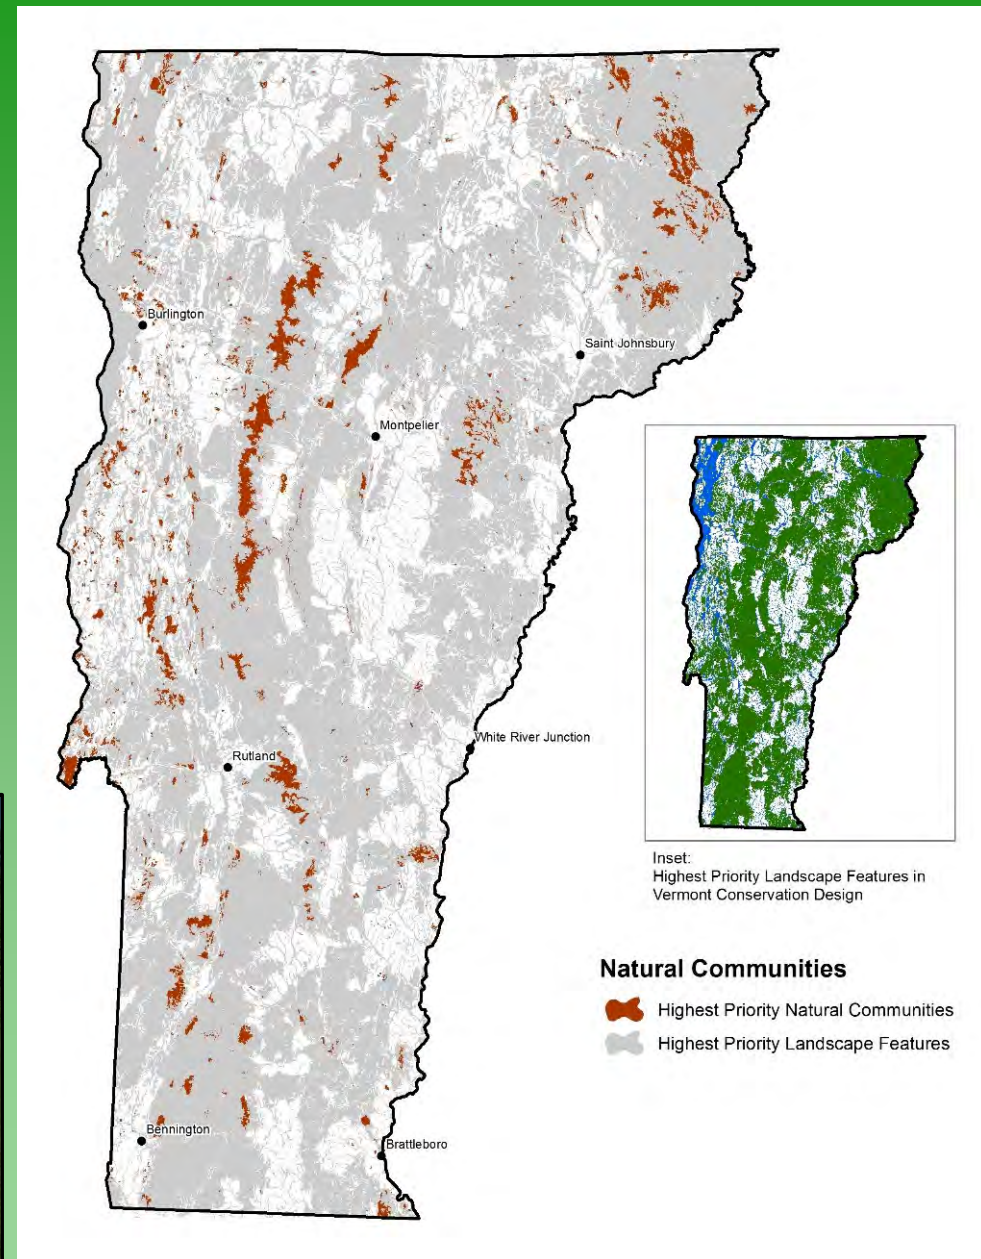 Burlington
Saint Johnsbury
Montpelier
White River Junction
Rutland
Inset:
Highest Priority Landscape Features in
Vermont Conservation Design
Natural Communities
Highest Priority Natural Communities
Highest Priority Landscape Features
Bennington
Brattleboro